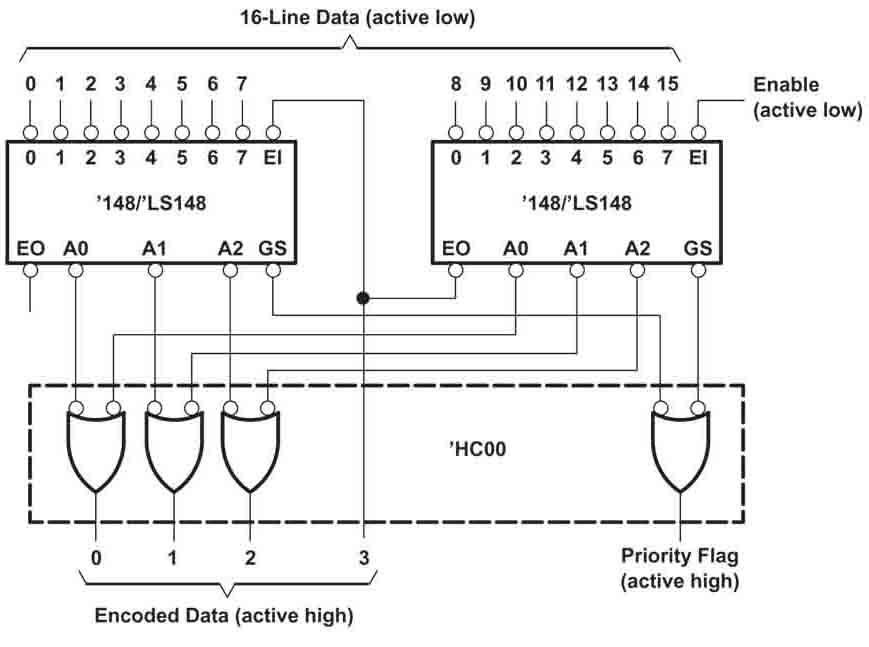 16-Line Data (active low)
0 1 2 3 4 5 6 7
8 9 10 11 12 13 14 15
Enable
(active low)
0 1 2 3 4 5 6 7 EI
0 1 2 3 4 5 6 7 EI
’148/’LS148
’148/’LS148
EO A0 A1 A2 GS
EO A0 A1 A2 GS
’HC00
0 1 2 3
Priority Flag
(active high)
Encoded Data (active high)